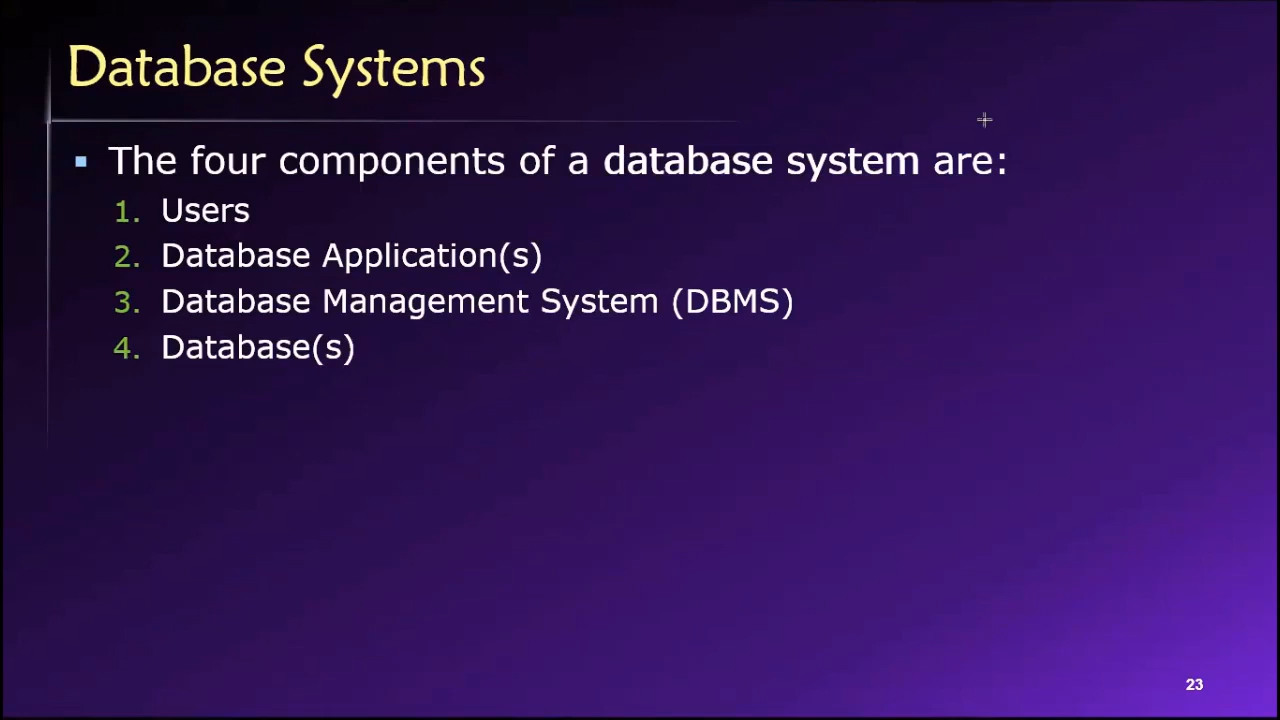 Database Systems
▪ The four components of a database system are:
1. Users
2. Database Application(s)
3. Database Management System (DBMS)
4. Database(s)
23